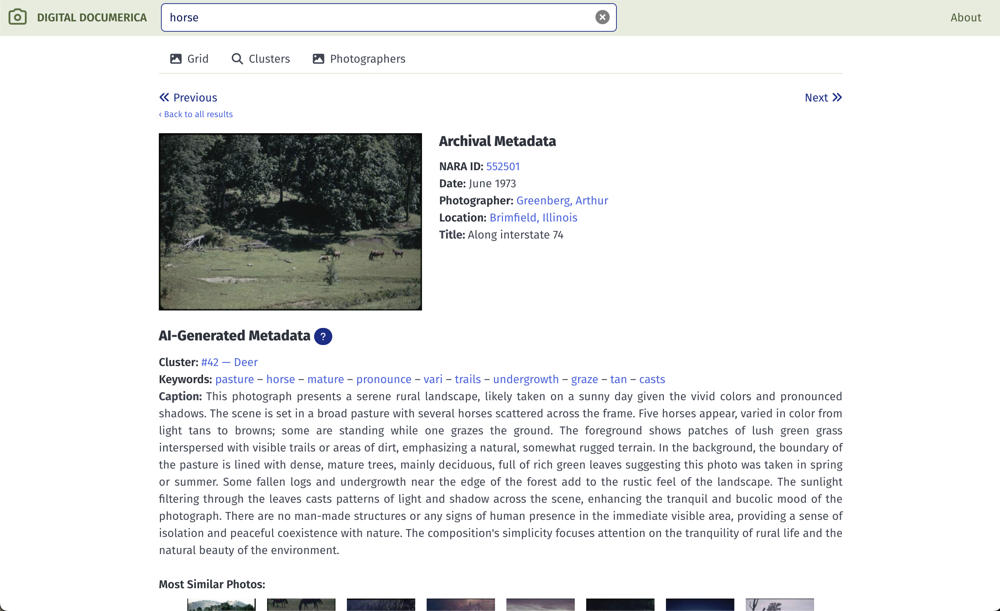 DIGITAL DOCUMERICA
horse
About
Grid
Clusters
Photographers
Previous
Next
‹ Back to all results
Archival Metadata
NARA ID: 552501
Date: June 1973
Photographer: Greenberg, Arthur
Location: Brimfield, Illinois
Title: Along interstate 74
AI-Generated Metadata ?
Cluster: #42 — Deer
Keywords: pasture – horse – mature – pronounce – vari – trails – undergrowth – graze – tan – casts
Caption: This photograph presents a serene rural landscape, likely taken on a sunny day given the vivid colors and pronounced
shadows. The scene is set in a broad pasture with several horses scattered across the frame. Five horses appear, varied in color from
light tans to browns; some are standing while one grazes the ground. The foreground shows patches of lush green grass
interspersed with visible trails or areas of dirt, emphasizing a natural, somewhat rugged terrain. In the background, the boundary of
the pasture is lined with dense, mature trees, mainly deciduous, full of rich green leaves suggesting this photo was taken in spring
or summer. Some fallen logs and undergrowth near the edge of the forest add to the rustic feel of the landscape. The sunlight
filtering through the leaves casts patterns of light and shadow across the scene, enhancing the tranquil and bucolic mood of the
photograph. There are no man-made structures or any signs of human presence in the immediate visible area, providing a sense of
isolation and peaceful coexistence with nature. The composition's simplicity focuses attention on the tranquility of rural life and the
natural beauty of the environment.
Most Similar Photos: